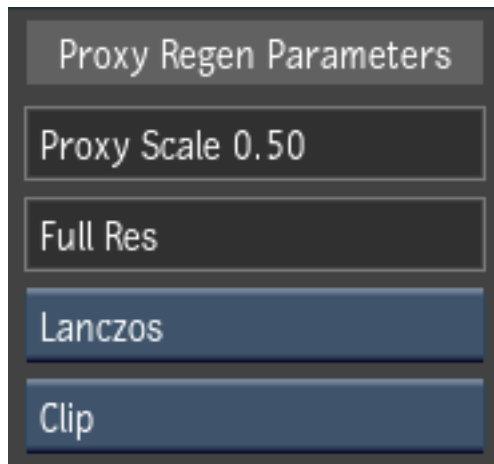 Proxy Regen Parameters
Proxy Scale 0.50
Full Res
Lanczos
Clip